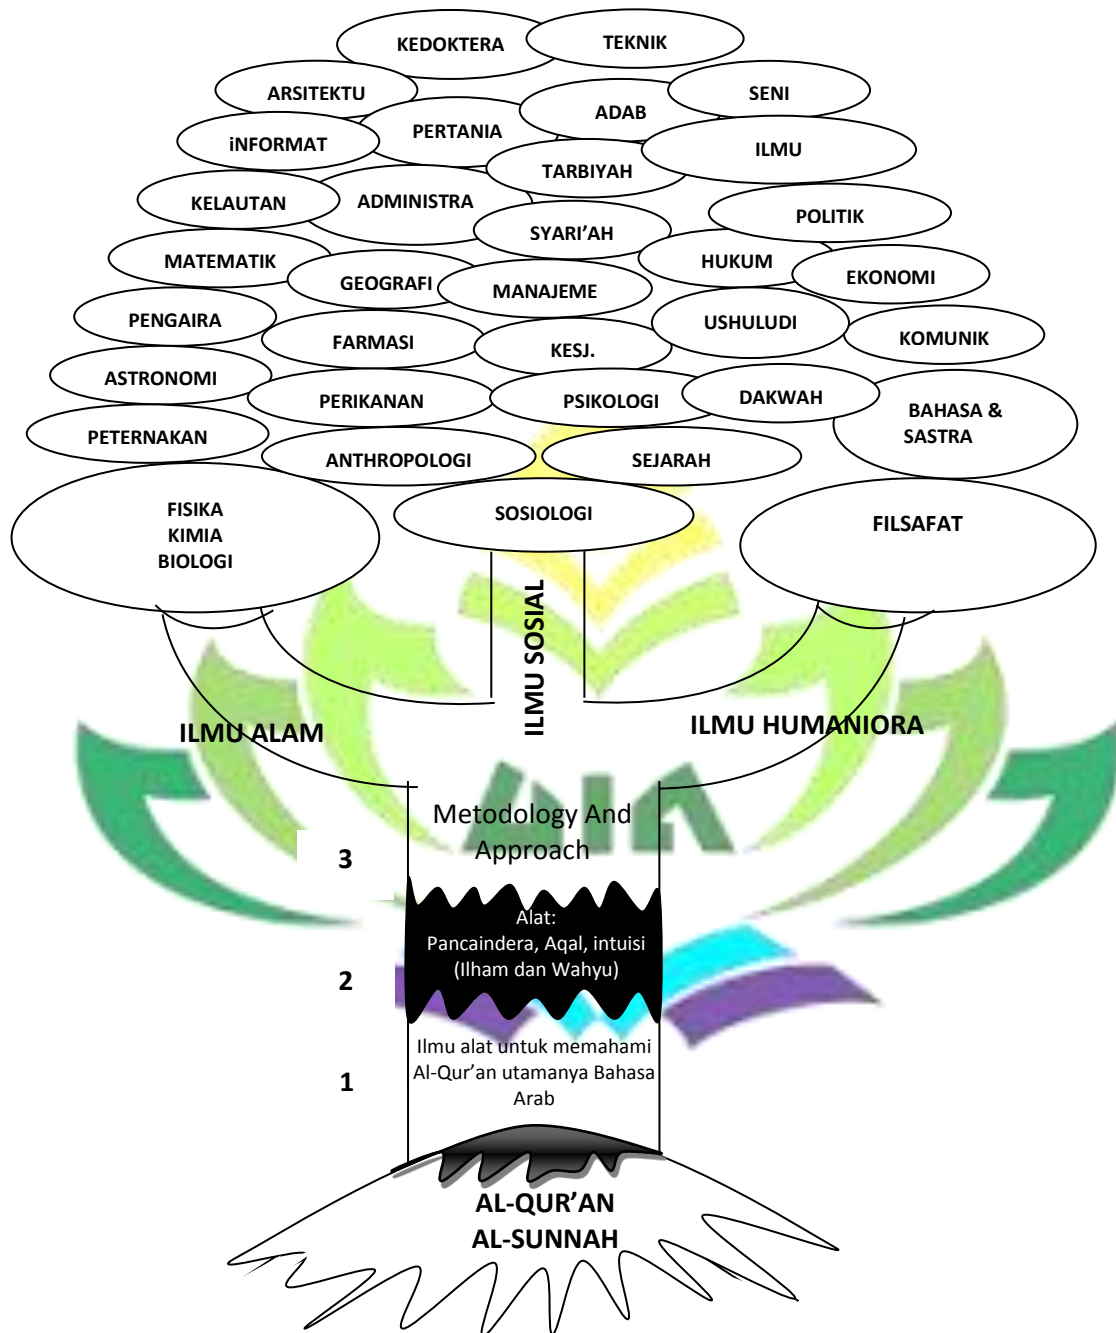 KEDOKTERA
TEKNIK
ARSITEKTU
SENI
PERTANIA
ADAB
iNFORMAT
ILMU
TARBIYAH
KELAUTAN
ADMINISTRA
POLITIK
SYARI’AH
MATEMATIK
HUKUM
GEOGRAFI
MANAJEME
EKONOMI
PENGAIRA
USHULUDI
FARMASI
KESJ.
KOMUNIK
ASTRONOMI
PERIKANAN
PSIKOLOGI
DAKWAH
BAHASA &
SASTRA
PETERNAKAN
ANTHROPOLOGI
SEJARAH
FISIKA
KIMIA
BIOLOGI
SOSIOLOGI
FILSAFAT
ILMU SOSIAL
ILMU ALAM
ILMU HUMANIORA
Metodology And
Approach
3
Alat:
Pancaindera, Aqal, intuisi
(Ilham dan Wahyu)
2
Ilmu alat untuk memahami
Al-Qur’an utamanya Bahasa
Arab
1
AL-QUR’AN
AL-SUNNAH